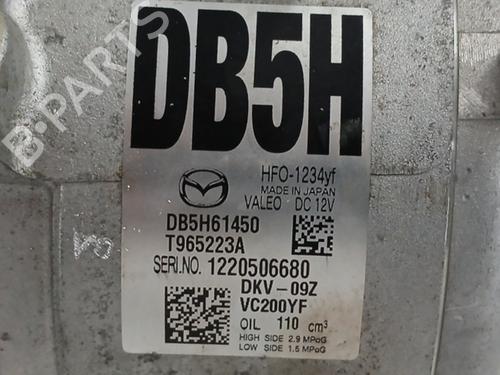 DB5H
B-PARTS
HFO-1234yf
MADE IN JAPAN
VALEO DC 12V
DB5H61450
T965223A
SERI.NO. 1220506680
DKV-09Z
VC200YF
OIL 110 cm³
HIGH SIDE 2.9 MPaG
LOW SIDE 1.5 MPaG